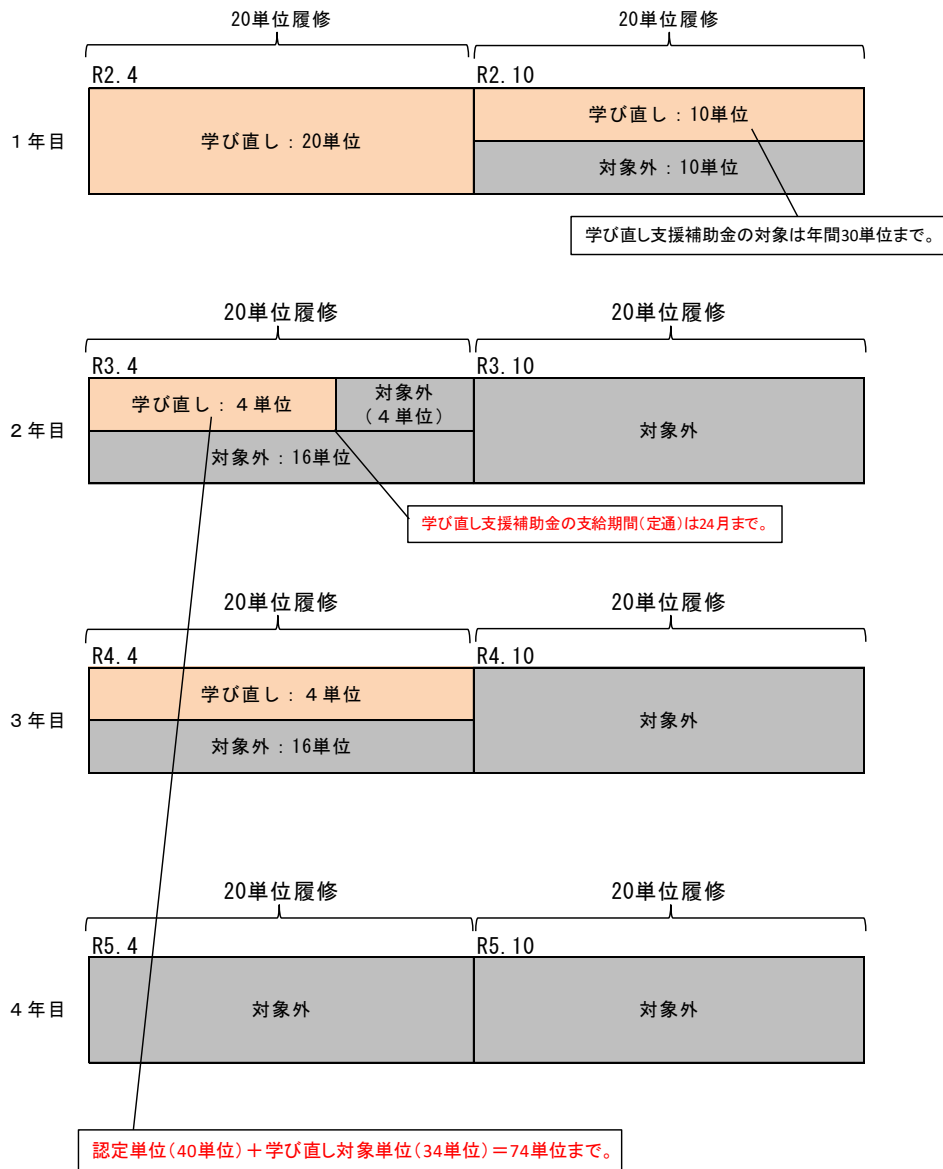 20単位履修 20単位履修
R2.4 R2.10
1年目
学び直し：20単位
学び直し：10単位
対象外：10単位
学び直し支援補助金の対象は年間30単位まで。
20単位履修 20単位履修
R3.4 R3.10
2年目
学び直し：４単位
対象外
（４単位）
対象外：16単位
対象外
学び直し支援補助金の支給期間（定通）は24月まで。
20単位履修 20単位履修
R4.4 R4.10
3年目
学び直し：４単位
対象外：16単位
対象外
20単位履修 20単位履修
R5.4 R5.10
4年目
対象外 対象外
認定単位（40単位）＋学び直し対象単位（34単位）＝74単位まで。